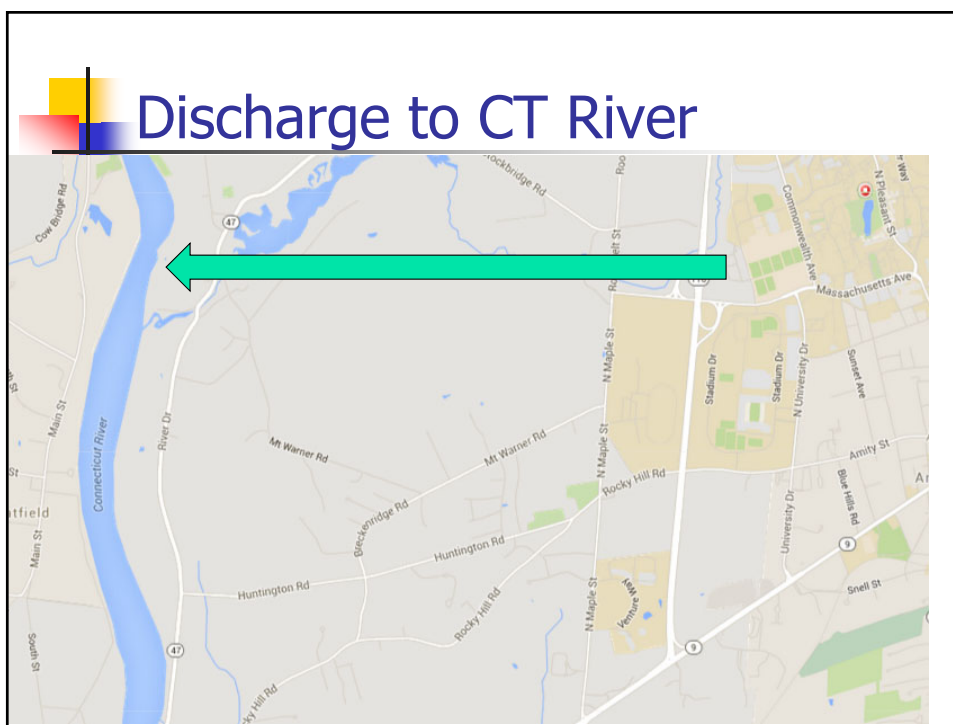 Discharge to CT River
Rockbridge Rd
Cow Bridge Rd
47
N Pleasant St
Commonwealth Ave
Massachusetts Ave
N Maple St
Stadium Dr
Stadium Dr
N University Dr
Sunset Ave
Main St
Connecticut River
River Dr
Mt Warner Rd
Mt Warner Rd
N Maple St
Amity St
Rocky Hill Rd
Blue Hills Rd
Breckenridge Rd
University Dr
Main St
Huntington Rd
9
Huntington Rd
Snell St
Rocky Hill Rd
N Maple St
Venture Way
South St
47
9